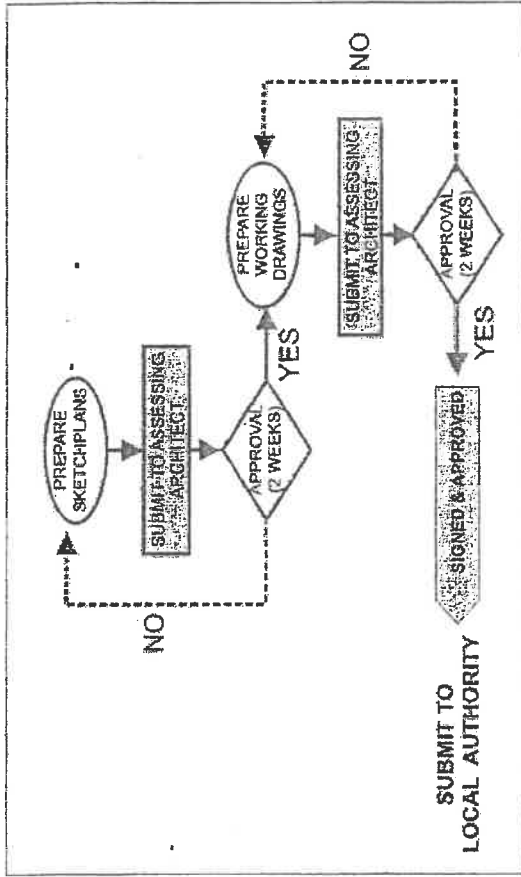 PREPARE
SKETCHPLANS
SUBMIT TO ASSESSING
ARCHITECT
APPROVAL
(2 WEEKS)
NO
YES
PREPARE
WORKING
DRAWINGS
SUBMIT TO ASSESSING
ARCHITECT
APPROVAL
(2 WEEKS)
NO
YES
SIGNED & APPROVED
SUBMIT TO
LOCAL AUTHORITY